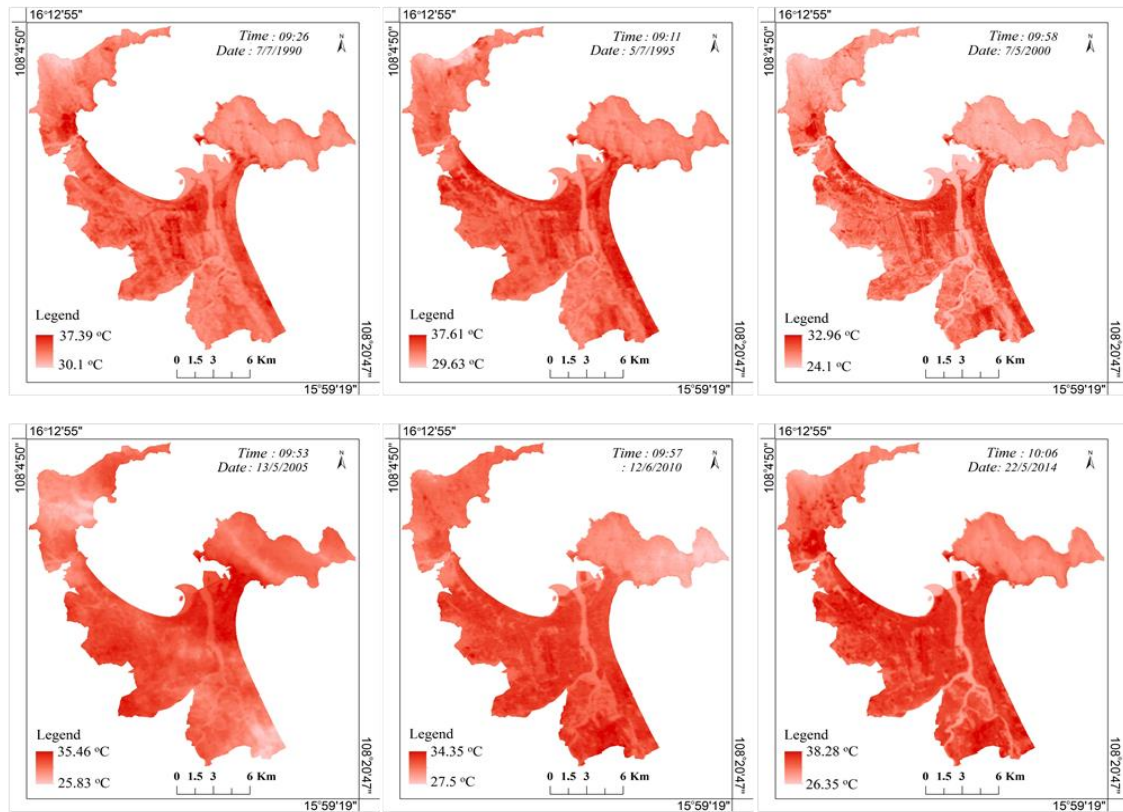 16°12'55"
108°4'50"
Time : 09:26
Date : 7/7/1990
N
Legend
37.39 °C
30.1 °C
0 1.5 3 6 Km
108°20'47"
15°59'19"
16°12'55"
108°4'50"
Time : 09:11
Date : 5/7/1995
N
Legend
37.61 °C
29.63 °C
0 1.5 3 6 Km
108°20'47"
15°59'19"
16°12'55"
108°4'50"
Time : 09:58
Date : 7/5/2000
N
Legend
32.96 °C
24.1 °C
0 1.5 3 6 Km
108°20'47"
15°59'19"
16°12'55"
108°4'50"
Time : 09:53
Date : 13/5/2005
N
Legend
35.46 °C
25.83 °C
0 1.5 3 6 Km
108°20'47"
15°59'19"
16°12'55"
108°4'50"
Time : 09:57
: 12/6/2010
N
Legend
34.35 °C
27.5 °C
0 1.5 3 6 Km
108°20'47"
15°59'19"
16°12'55"
108°4'50"
Time : 10:06
Date: 22/5/2014
N
Legend
38.28 °C
26.35 °C
0 1.5 3 6 Km
108°20'47"
15°59'19"